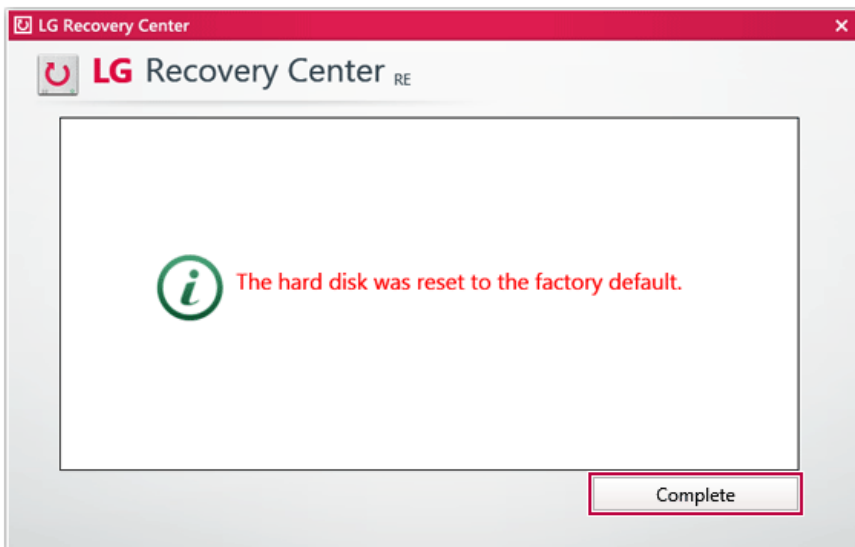 LG Recovery Center
LG Recovery Center RE
The hard disk was reset to the factory default.
Complete